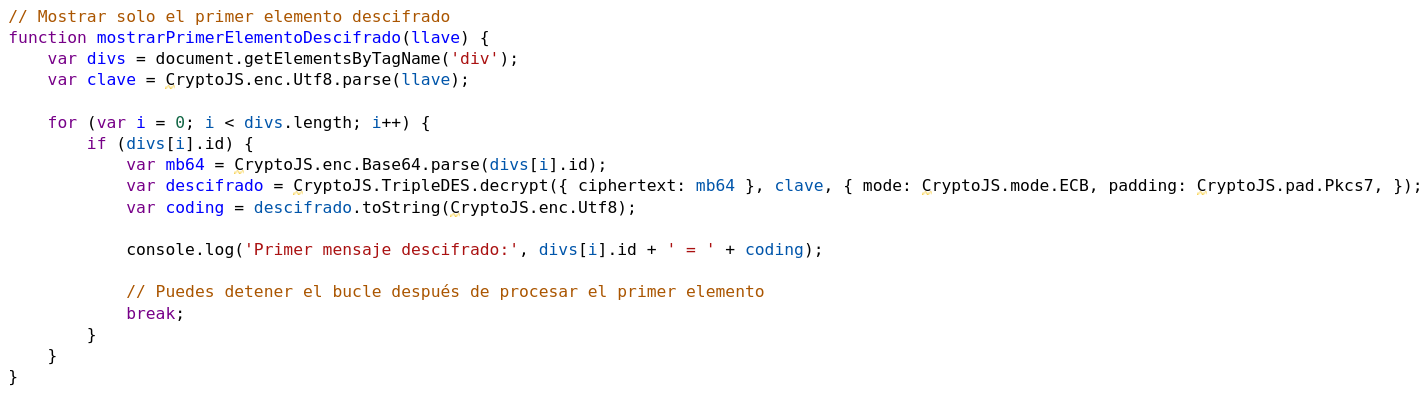 // Mostrar solo el primer elemento descifrado
function mostrarPrimerElementoDescifrado(llave) {
    var divs = document.getElementsByTagName('div');
    var clave = CryptoJS.enc.Utf8.parse(llave);

    for (var i = 0; i < divs.length; i++) {
        if (divs[i].id) {
            var mb64 = CryptoJS.enc.Base64.parse(divs[i].id);
            var descifrado = CryptoJS.TripleDES.decrypt({ ciphertext: mb64 }, clave, { mode: CryptoJS.mode.ECB, padding: CryptoJS.pad.Pkcs7, });
            var coding = descifrado.toString(CryptoJS.enc.Utf8);

            console.log('Primer mensaje descifrado:', divs[i].id + ' = ' + coding);

            // Puedes detener el bucle después de procesar el primer elemento
            break;
        }
    }
}